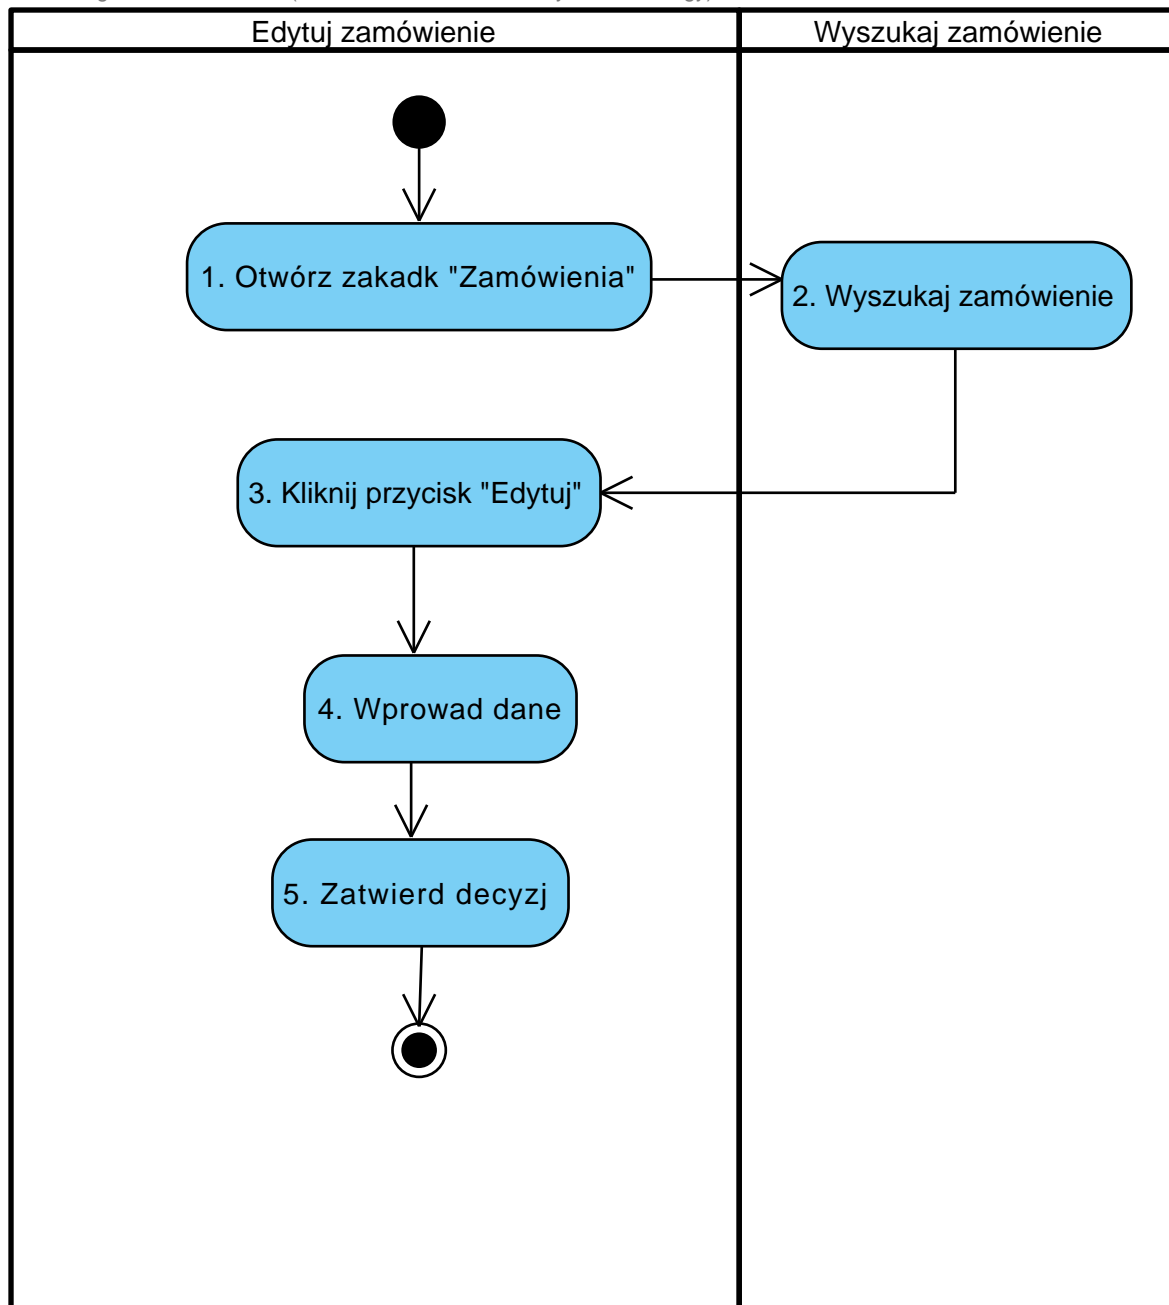 Edytuj zamówienie
Wyszukaj zamówienie
1. Otwórz zakadk "Zamówienia"
2. Wyszukaj zamówienie
3. Kliknij przycisk "Edytuj"
4. Wprowad dane
5. Zatwierd decyzj